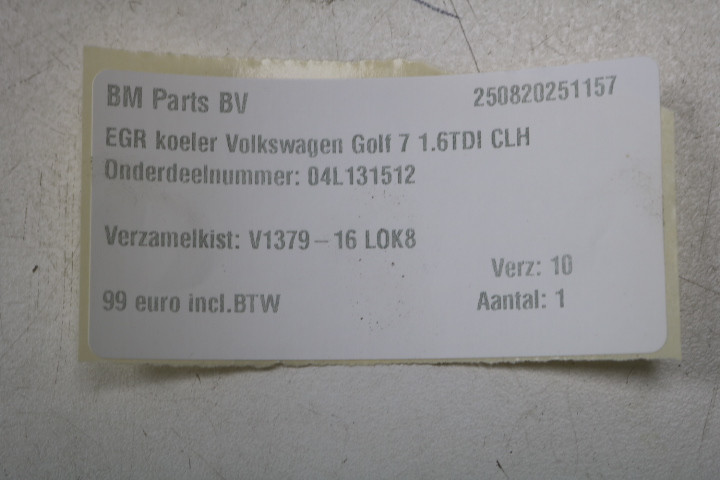 BM Parts BV 250820251157
EGR koeler Volkswagen Golf 7 1.6TDI CLH
Onderdeelnummer: 04L131512
Verzamelkist: V1379-16 LOK8
Verz: 10
99 euro incl.BTW Aantal: 1